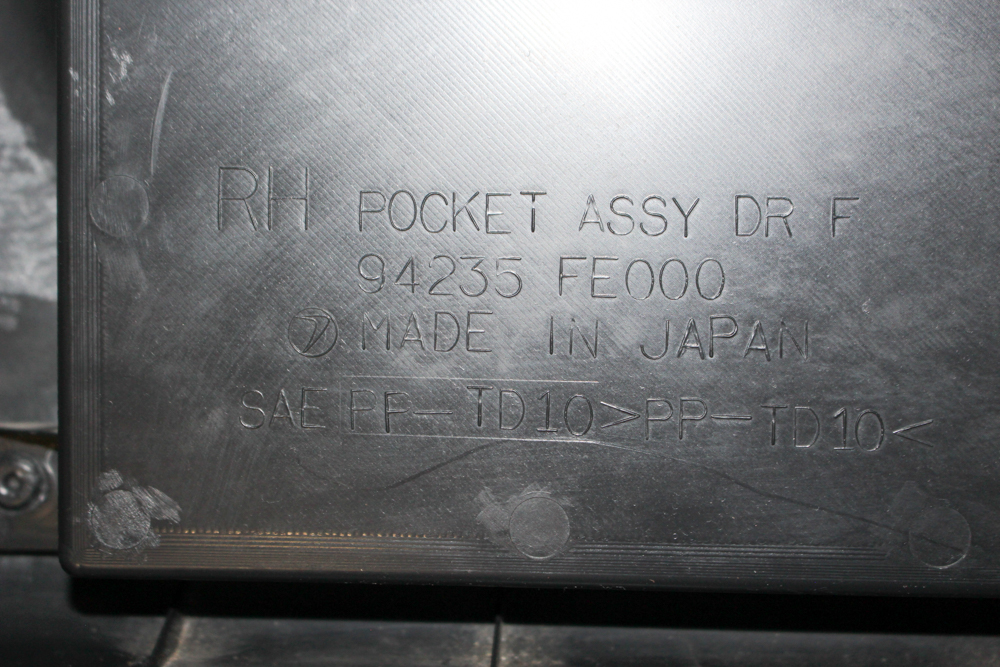 RH POCKET ASSY DR F
94235 FE000
MADE IN JAPAN
SAE PP-TD10 >PP-TD10<